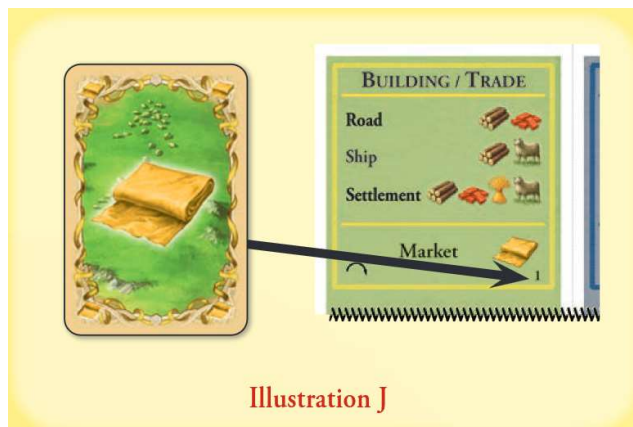 BUILDING / TRADE
Road
Ship
Settlement
Market
1
Illustration J